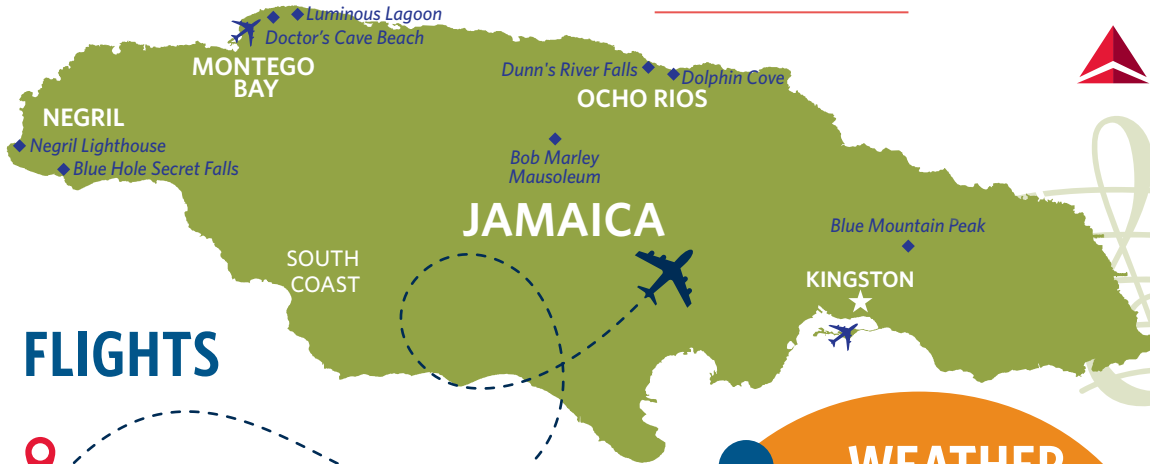 Luminous Lagoon
Doctor's Cave Beach
MONTEGO
BAY
Dunn's River Falls
Dolphin Cove
OCHO RIOS
NEGRIL
Negril Lighthouse
Blue Hole Secret Falls
Bob Marley
Mausoleum
JAMAICA
Blue Mountain Peak
SOUTH
COAST
KINGSTON
FLIGHTS
WEATHER